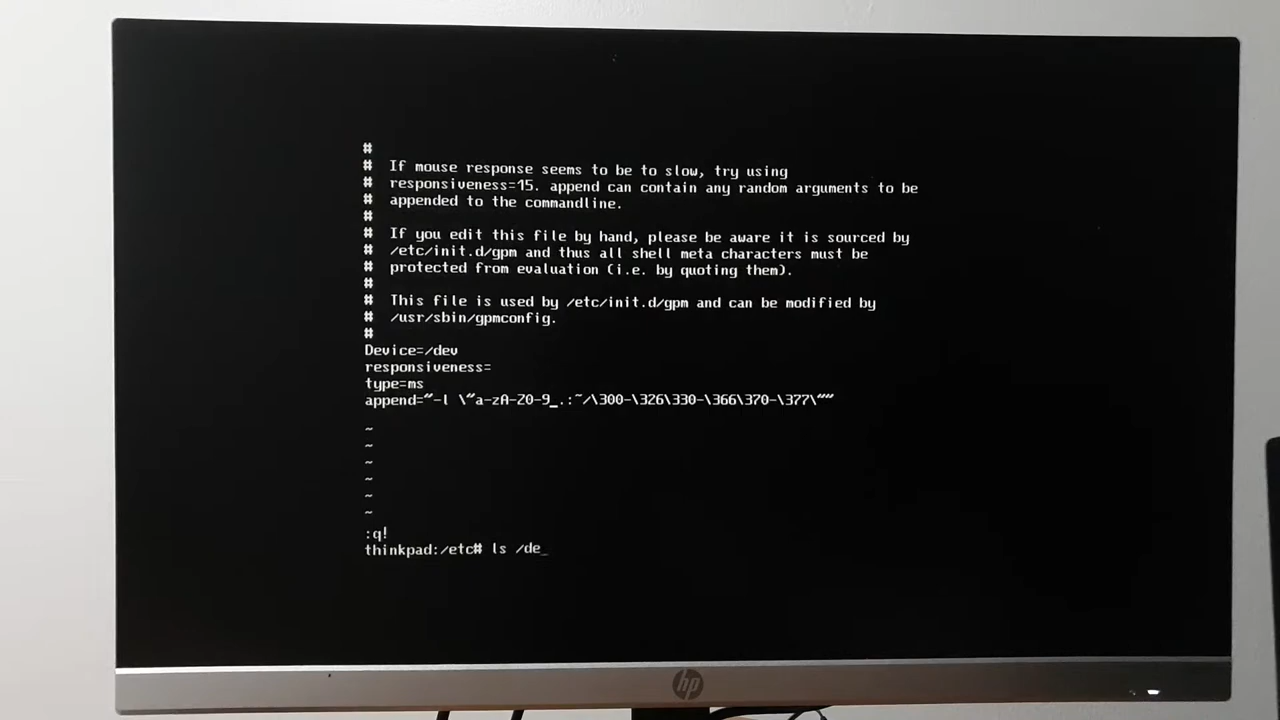 #
#  If mouse response seems to be to slow, try using
#  responsiveness=15. append can contain any random arguments to be
#  appended to the commandline.
#
#  If you edit this file by hand, please be aware it is sourced by
#  /etc/init.d/gpm and thus all shell meta characters must be
#  protected from evaluation (i.e. by quoting them).
#
#  This file is used by /etc/init.d/gpm and can be modified by
#  /usr/sbin/gpmconfig.
#
Device=/dev
responsiveness=
type=ms
append="-l \"a-zA-Z0-9_.:~/\300-\326\330-\366\370-\377\""
~
~
~
~
~
~
:q!
thinkpad:/etc# ls /de_
hp